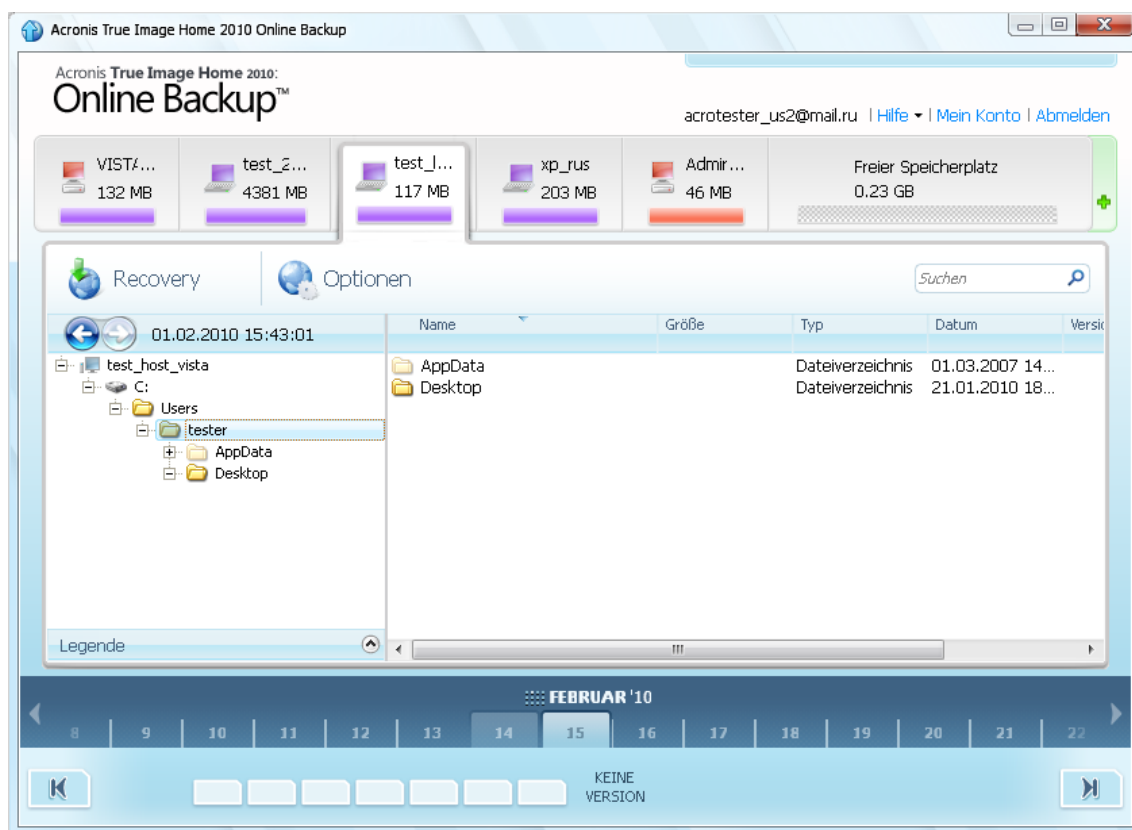 Acronis True Image Home 2010 Online Backup
Acronis True Image Home 2010:
Online Backup™
acrotester_us2@mail.ru | Hilfe | Mein Konto | Abmelden
VISTA... test_2... test_l... xp_rus Admir... Freier Speicherplatz
132 MB 4381 MB 117 MB 203 MB 46 MB 0.23 GB
Recovery Optionen Suchen
01.02.2010 15:43:01 Name Größe Typ Datum Versic
test_host_vista AppData Dateiverzeichnis 01.03.2007 14...
C: Desktop Dateiverzeichnis 21.01.2010 18...
Users
tester
AppData
Desktop
Legende
FEBRUAR '10
8 9 10 11 12 13 14 15 16 17 18 19 20 21 22
KEINE
VERSION